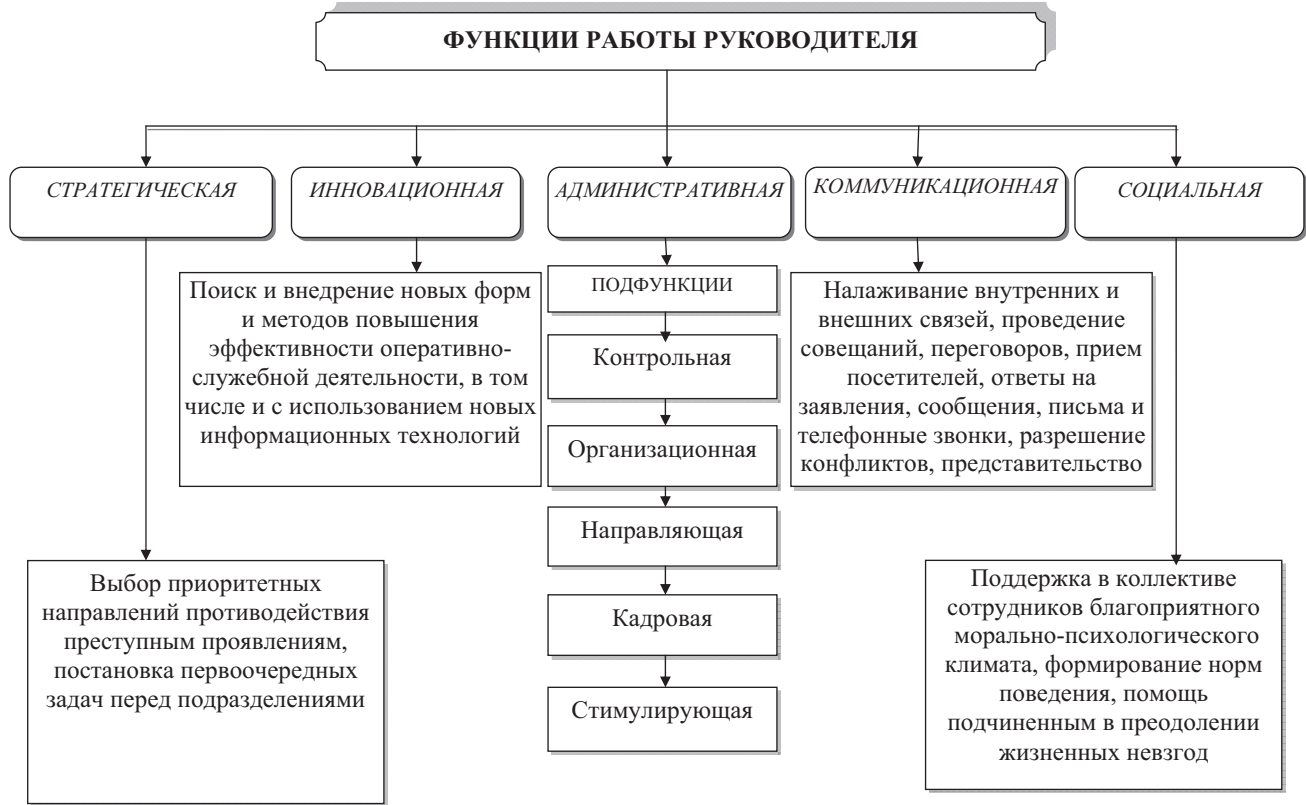 ФУНКЦИИ РАБОТЫ РУКОВОДИТЕЛЯ
СТРАТЕГИЧЕСКАЯ
ИННОВАЦИОННАЯ
АДМИНИСТРАТИВНАЯ
КОММУНИКАЦИОННАЯ
СОЦИАЛЬНАЯ
Выбор приоритетных
направлений противодействия
преступным проявлениям,
постановка первоочередных
задач перед подразделениями
Поиск и внедрение новых форм
и методов повышения
эффективности оперативно-
служебной деятельности, в том
числе и с использованием новых
информационных технологий
ПОДФУНКЦИИ
Контрольная
Организационная
Направляющая
Кадровая
Стимулирующая
Налаживание внутренних и
внешних связей, проведение
совещаний, переговоров, прием
посетителей, ответы на
заявления, сообщения, письма и
телефонные звонки, разрешение
конфликтов, представительство
Поддержка в коллективе
сотрудников благоприятного
морально-психологического
климата, формирование норм
поведения, помощь
подчиненным в преодолении
жизненных невзгод